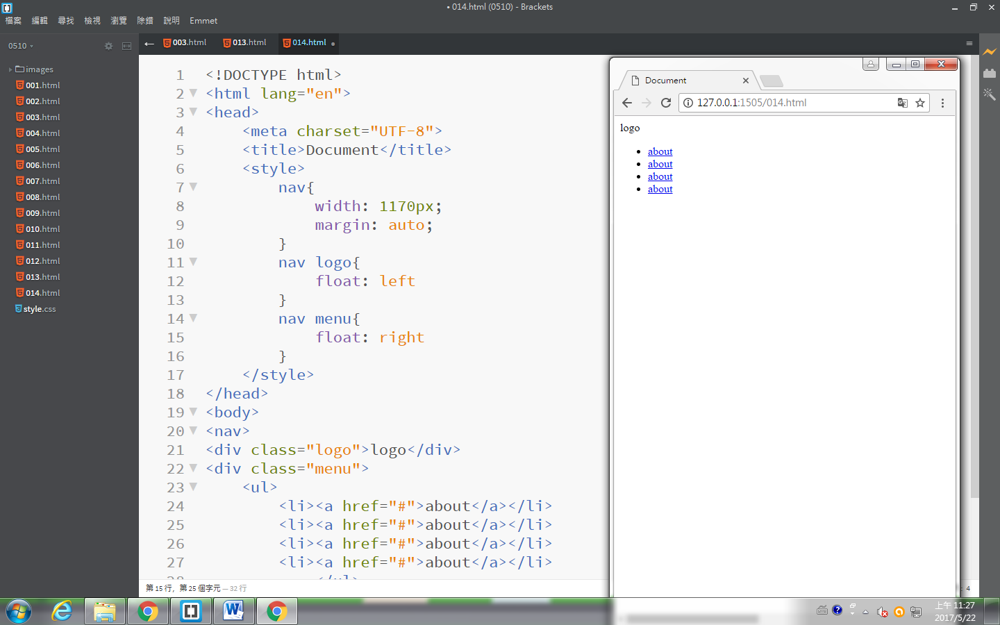 • 014.html (0510) - Brackets
檔案 編輯 尋找 檢視 瀏覽 除錯 說明 Emmet
0510
images
001.html
002.html
003.html
004.html
005.html
006.html
007.html
008.html
009.html
010.html
011.html
012.html
013.html
014.html
style.css
003.html 013.html 014.html
1 <!DOCTYPE html>
2 <html lang="en">
3 <head>
4 <meta charset="UTF-8">
5 <title>Document</title>
6 <style>
7 nav{
8 width: 1170px;
9 margin: auto;
10 }
11 nav logo{
12 float: left
13 }
14 nav menu{
15 float: right
16 }
17 </style>
18 </head>
19 <body>
20 <nav>
21 <div class="logo">logo</div>
22 <div class="menu">
23 <ul>
24 <li><a href="#">about</a></li>
25 <li><a href="#">about</a></li>
26 <li><a href="#">about</a></li>
27 <li><a href="#">about</a></li>
28 </ul>
第 15 行，第 25 個字元 — 32 行
: 4
Document
127.0.0.1:1505/014.html
logo
about
about
about
about
上午 11:27
2017/5/22